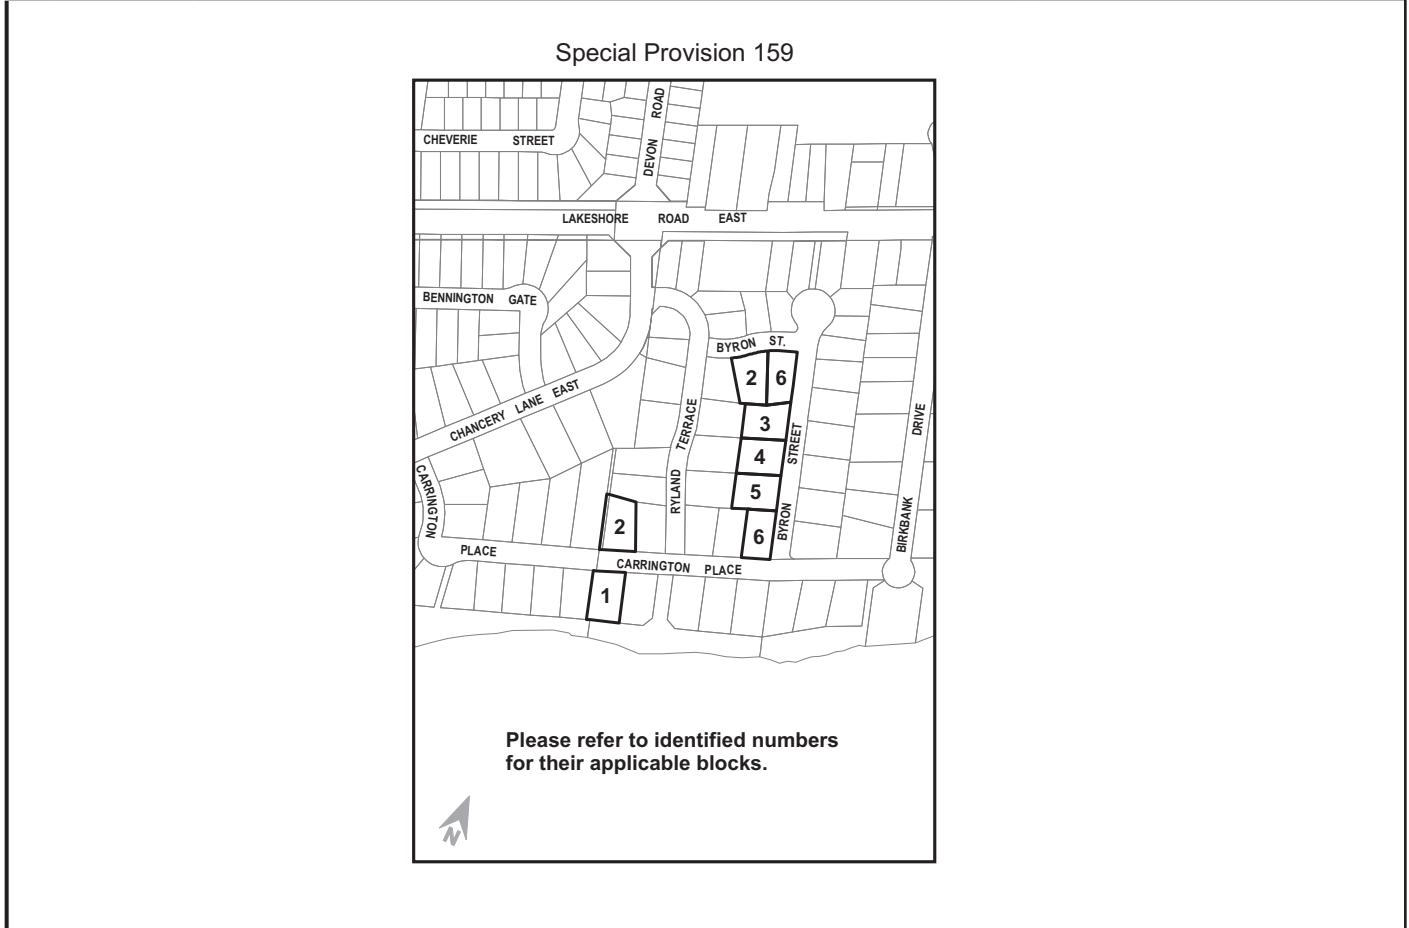 Special Provision 159
CHEVERIE STREET
DEVON ROAD
LAKESHORE ROAD EAST
BENNINGTON GATE
BYRON ST.
2 6
3
4
5
6
CHANCERY LANE EAST
RYLAND TERRACE
BYRON STREET
BIRKBANK DRIVE
CARRINGTON PLACE
2
CARRINGTON PLACE
1
Please refer to identified numbers
for their applicable blocks.
N